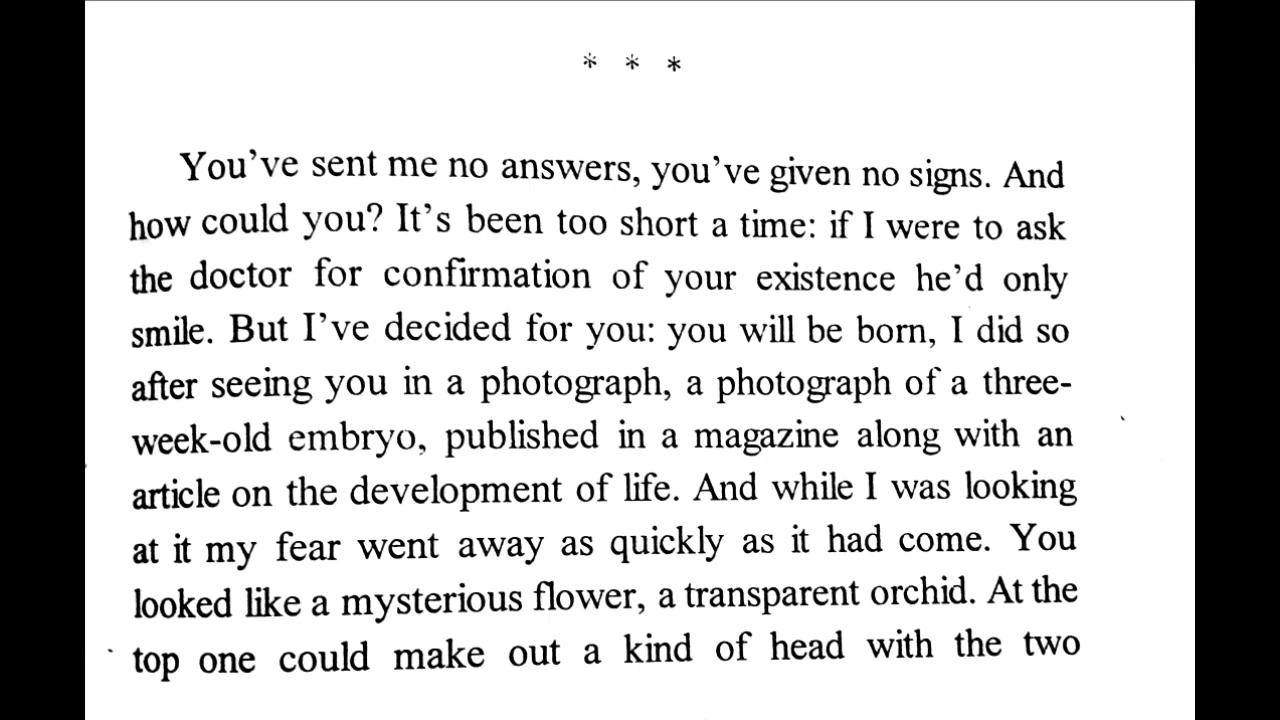 * * *
You've sent me no answers, you've given no signs. And
how could you? It's been too short a time: if I were to ask
the doctor for confirmation of your existence he'd only
smile. But I've decided for you: you will be born, I did so
after seeing you in a photograph, a photograph of a three-
week-old embryo, published in a magazine along with an
article on the development of life. And while I was looking
at it my fear went away as quickly as it had come. You
looked like a mysterious flower, a transparent orchid. At the
top one could make out a kind of head with the two